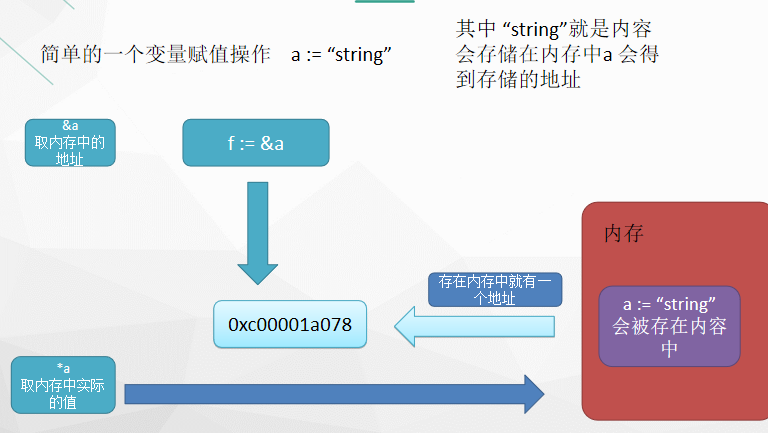 简单的一个变量赋值操作 a := “string”
其中 “string”就是内容
会存储在内存中a 会得
到存储的地址
&a
取内存中的
地址
f := &a
内存
存在内存中就有一
个地址
a := “string”
会被存在内容
中
0xc00001a078
*a
取内存中实际
的值